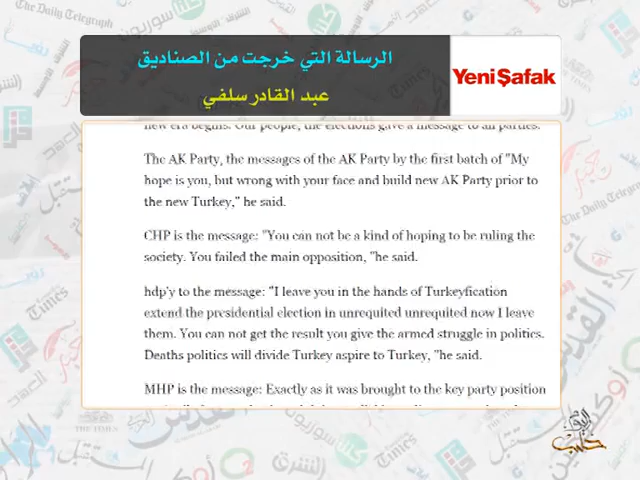 الرسالة التي خرجت من الصناديق
عبد القادر سلفي
YENİ ŞAFAK
new era begins. Our people, the elections gave a message to all parties.
The AK Party, the messages of the AK Party by the first batch of "My
hope is you, but wrong with your face and build new AK Party prior to
the new Turkey," he said.
CHP is the message: "You can not be a kind of hoping to be ruling the
society. You failed the main opposition, "he said.
hdp'y to the message: "I leave you in the hands of Turkeyfication
extend the presidential election in unrequited unrequited now I leave
them. You can not get the result you give the armed struggle in politics.
Deaths politics will divide Turkey aspire to Turkey, "he said.
MHP is the message: Exactly as it was brought to the key party position
حلب اليوم